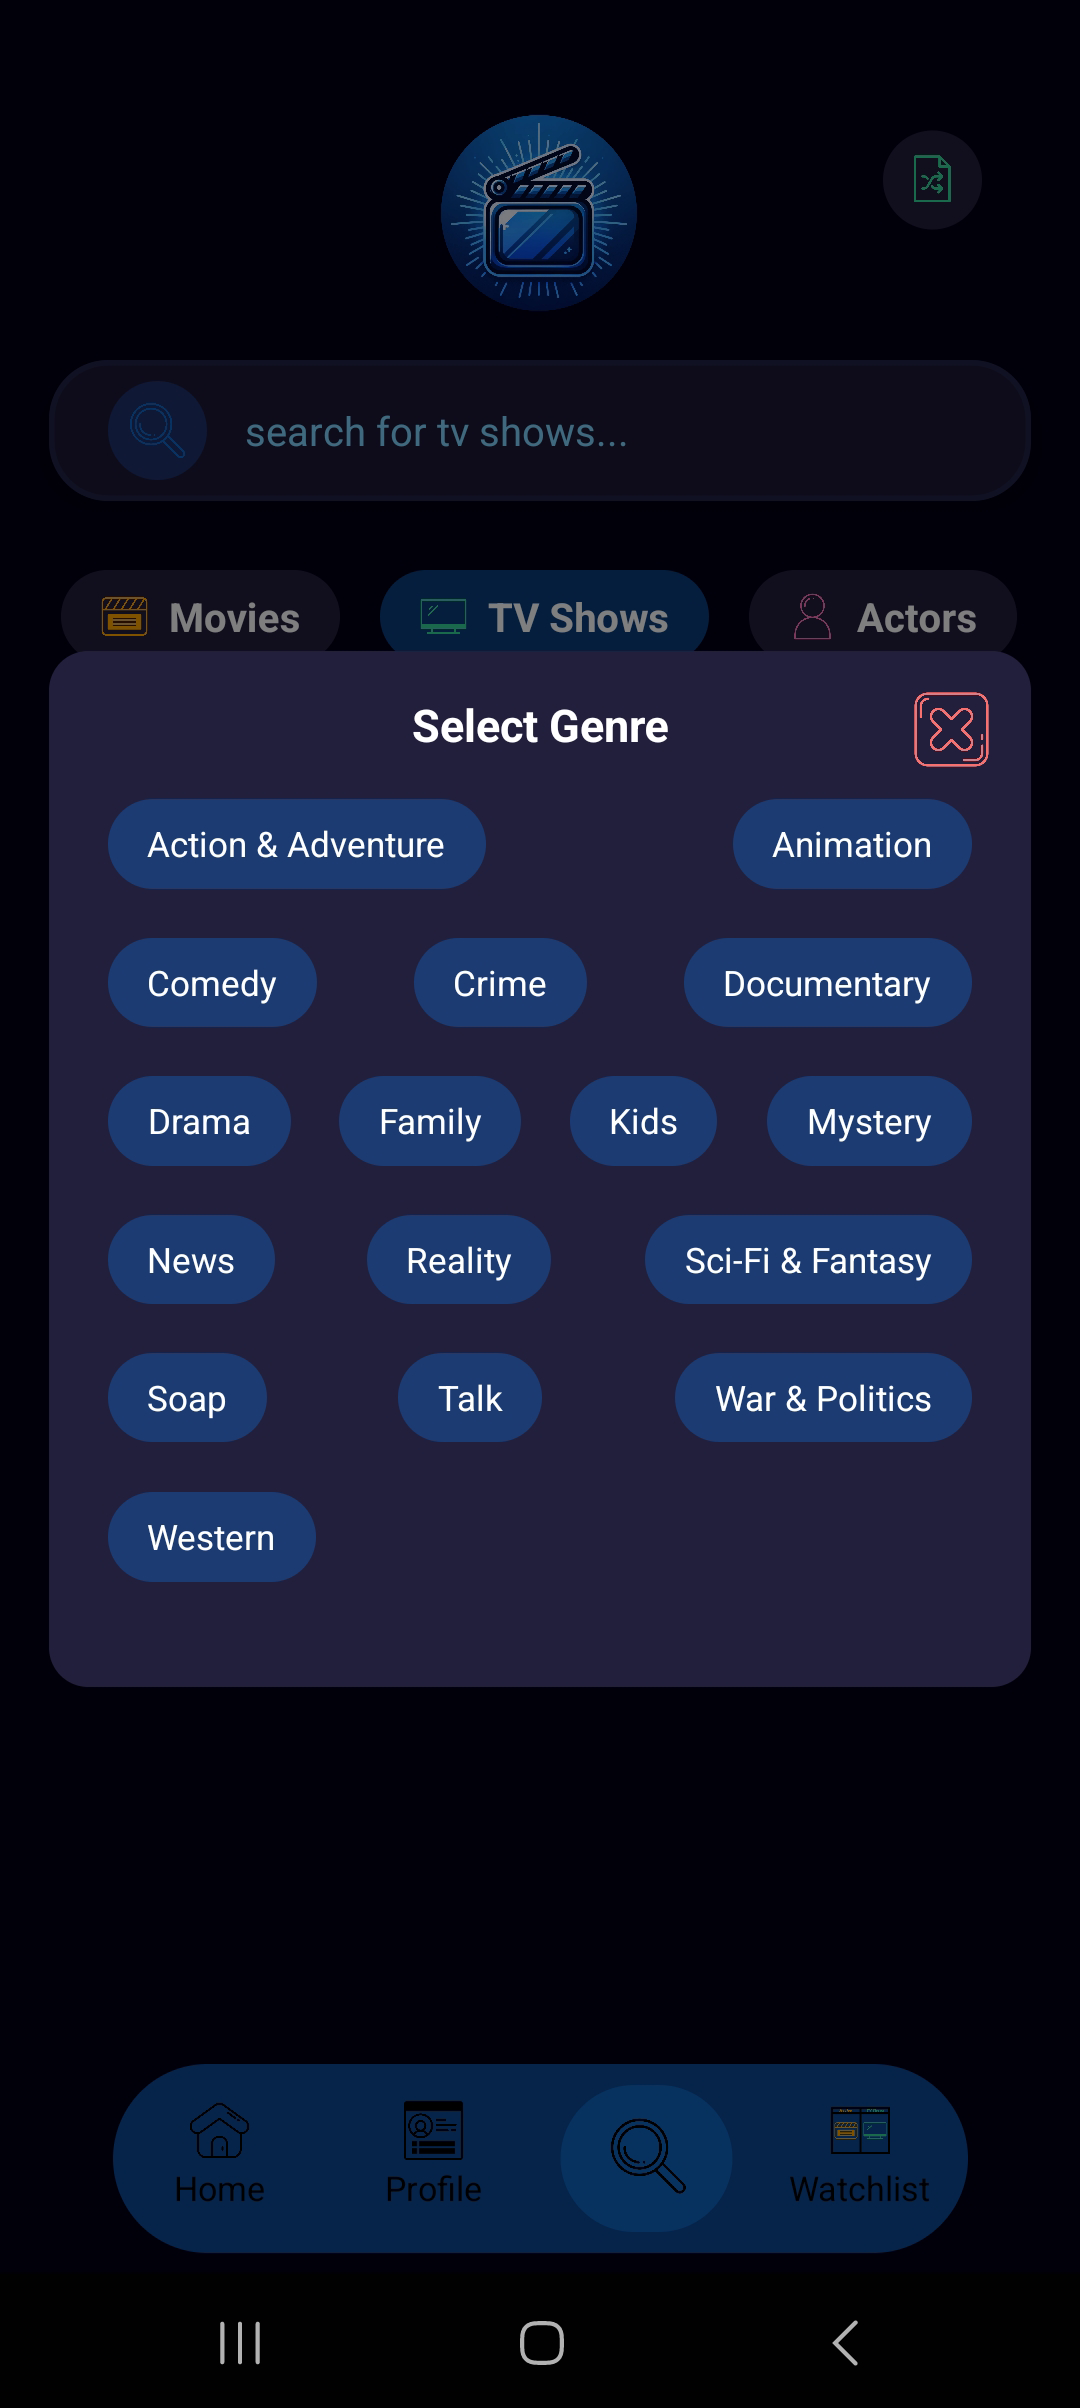 search for tv shows...
Movies TV Shows Actors
Select Genre
Action & Adventure Animation
Comedy Crime Documentary
Drama Family Kids Mystery
News Reality Sci-Fi & Fantasy
Soap Talk War & Politics
Western
Home Profile Watchlist